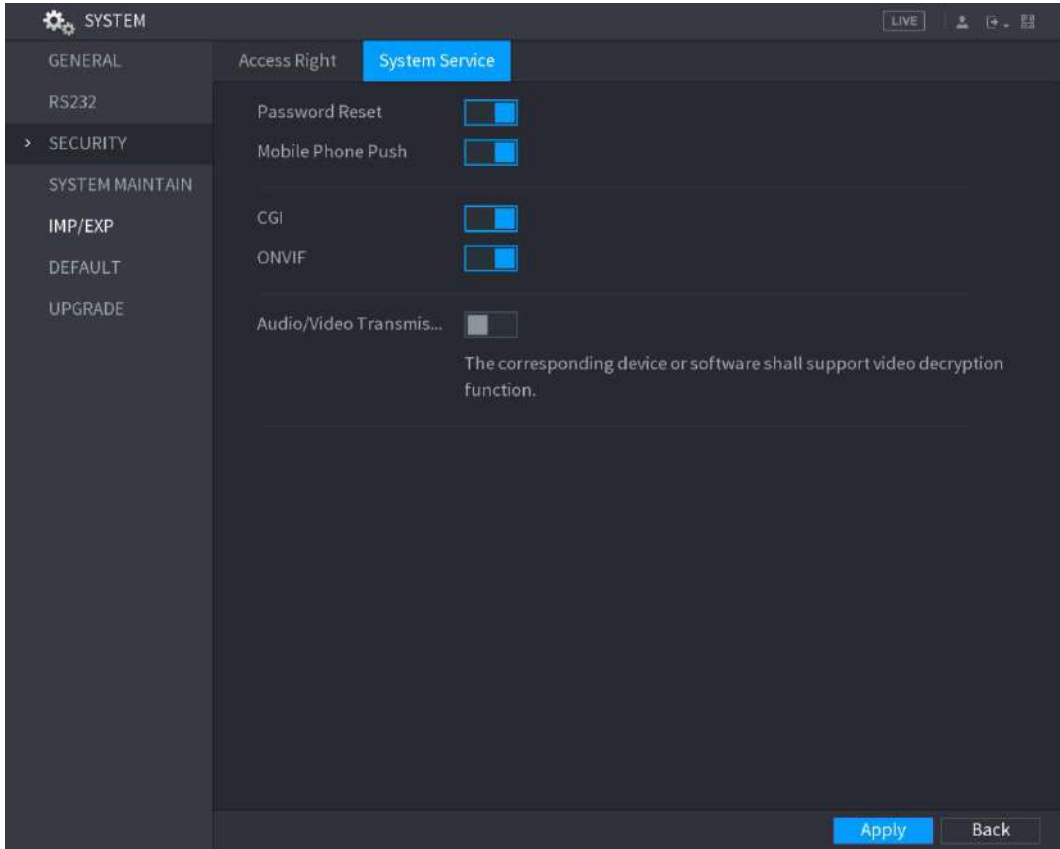 SYSTEM
LIVE
GENERAL
RS232
SECURITY
SYSTEM MAINTAIN
IMP/EXP
DEFAULT
UPGRADE
Access Right
System Service
Password Reset
Mobile Phone Push
CGI
ONVIF
Audio/Video Transmis...
The corresponding device or software shall support video decryption
function.
Apply
Back